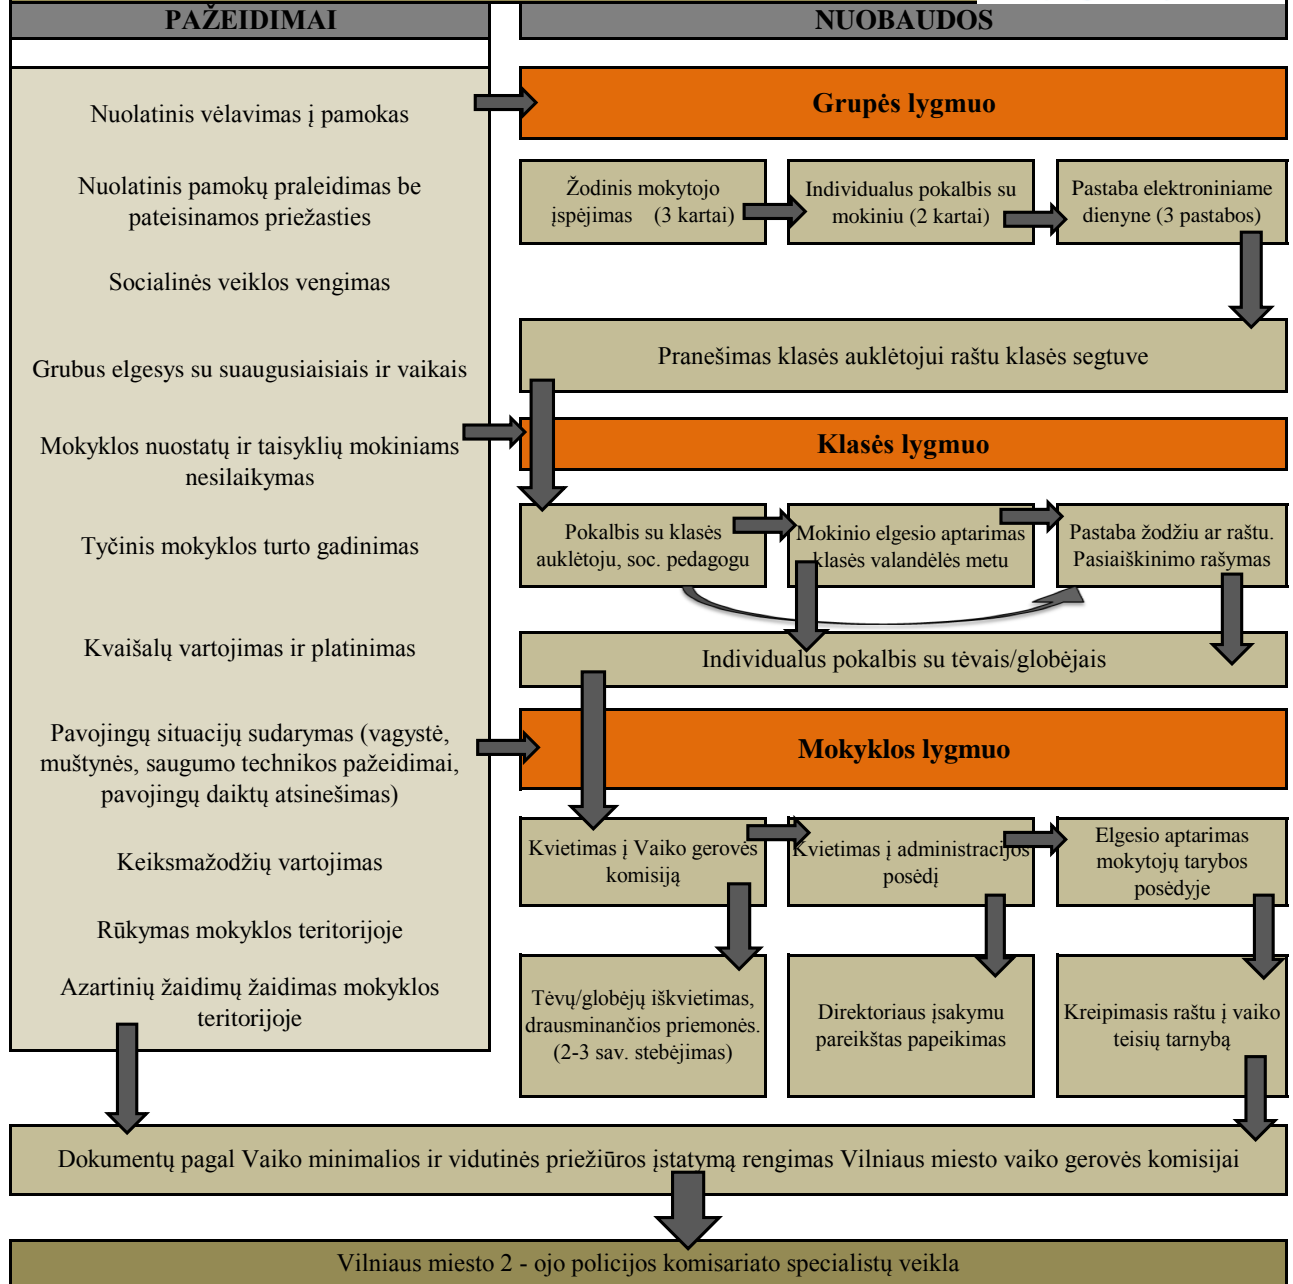 PAŽEIDIMAI
NUOBAUDOS
Nuolatinis vėlavimas į pamokas
Nuolatinis pamokų praleidimas be
pateisinamos priežasties
Socialinės veiklos vengimas
Grubus elgesys su suaugusiaisiais ir vaikais
Mokyklos nuostatų ir taisyklių mokiniams
nesilaikymas
Tyčinis mokyklos turto gadinimas
Kvaišalų vartojimas ir platinimas
Pavojingų situacijų sudarymas (vagystė,
muštynės, saugumo technikos pažeidimai,
pavojingų daiktų atsinešimas)
Keiksmažodžių vartojimas
Rūkymas mokyklos teritorijoje
Azartinių žaidimų žaidimas mokyklos
teritorijoje
Grupės lygmuo
Žodinis mokytojo
įspėjimas (3 kartai)
Individualus pokalbis su
mokiniu (2 kartai)
Pastaba elektroniniame
dienyne (3 pastabos)
Pranešimas klasės auklėtojui raštu klasės segtuve
Klasės lygmuo
Pokalbis su klasės
auklėtoju, soc. pedagogu
Mokinio elgesio aptarimas
klasės valandėlės metu
Pastaba žodžiu ar raštu.
Pasiaiškinimo rašymas
Individualus pokalbis su tėvais/globėjais
Mokyklos lygmuo
Kvietimas į Vaiko gerovės
komisiją
Kvietimas į administracijos
posėdį
Elgesio aptarimas
mokytojų tarybos
posėdyje
Tėvų/globėjų iškvietimas,
drausminančios priemonės.
(2-3 sav. stebėjimas)
Direktoriaus įsakymu
pareikštas papeikimas
Kreipimasis raštu į vaiko
teisių tarnybą
Dokumentų pagal Vaiko minimalios ir vidutinės priežiūros įstatymą rengimas Vilniaus miesto vaiko gerovės komisijai
Vilniaus miesto 2 - ojo policijos komisariato specialistų veikla